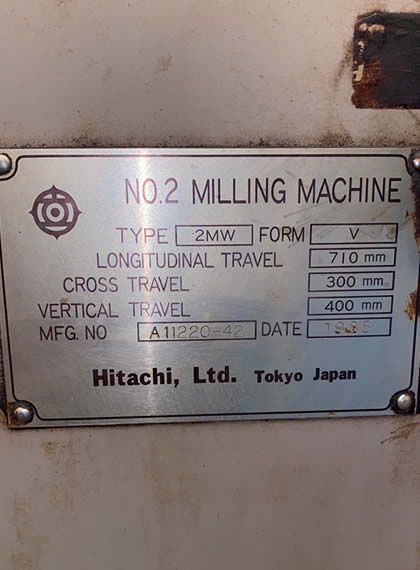 NO.2 MILLING MACHINE
TYPE 2MW FORM V
LONGITUDINAL TRAVEL 710 mm
CROSS TRAVEL 300 mm
VERTICAL TRAVEL 400 mm
MFG. NO A11220-42 DATE
Hitachi, Ltd. Tokyo Japan